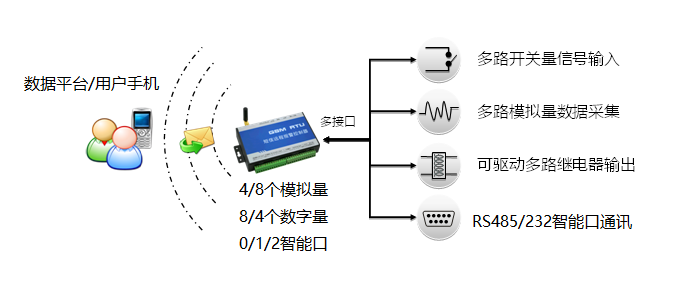 数据平台/用户手机
GSM RTU
多接口
4/8个模拟量
8/4个数字量
0/1/2智能口
多路开关量信号输入
多路模拟量数据采集
可驱动多路继电器输出
RS485/232智能口通讯